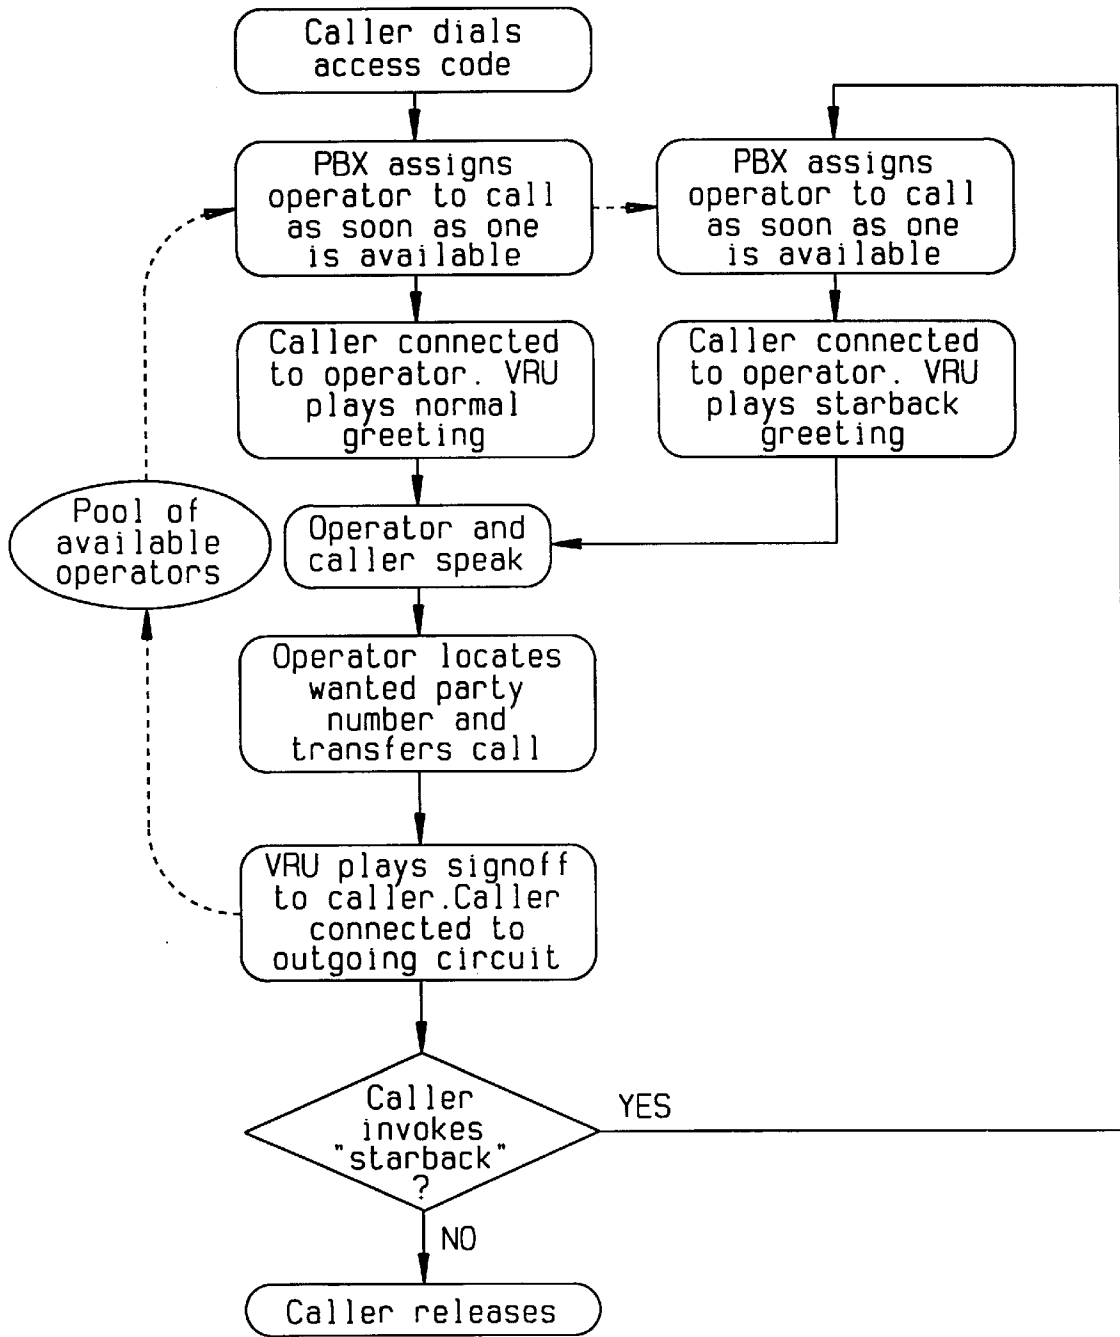 Caller dials
access code
PBX assigns
operator to call
as soon as one
is available
PBX assigns
operator to call
as soon as one
is available
Caller connected
to operator. VRU
plays normal
greeting
Caller connected
to operator. VRU
plays starback
greeting
Pool of
available
operators
Operator and
caller speak
Operator locates
wanted party
number and
transfers call
VRU plays signoff
to caller.Caller
connected to
outgoing circuit
Caller
invokes
"starback"
?
YES
NO
Caller releases